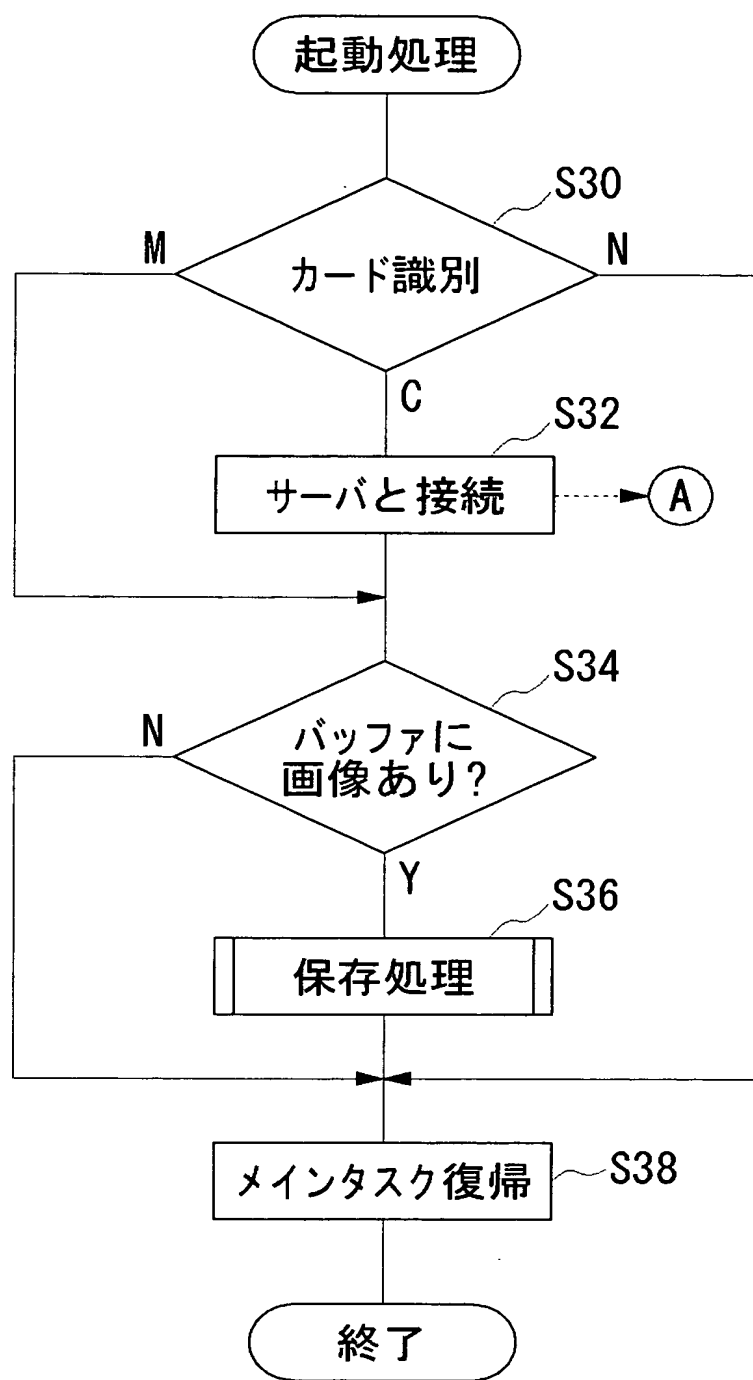 起動処理
S30
M
カード識別
N
C
S32
サーバと接続
A
S34
N
バッファに
画像あり?
Y
S36
保存処理
メインタスク復帰
S38
終了